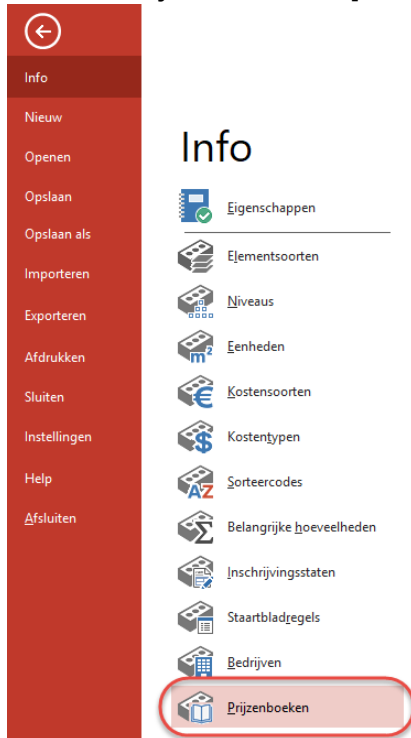 Info
Nieuw
Openen
Opslaan
Opslaan als
Importeren
Exporteren
Afdrukken
Sluiten
Instellingen
Help
Afsluiten
Info
Eigenschappen
Elementsoorten
Niveaus
Eenheden
Kostensoorten
Kostentypen
Sorteercodes
Belangrijke hoeveelheden
Inschrijvingsstaten
Staartbladregels
Bedrijven
Prijzenboeken